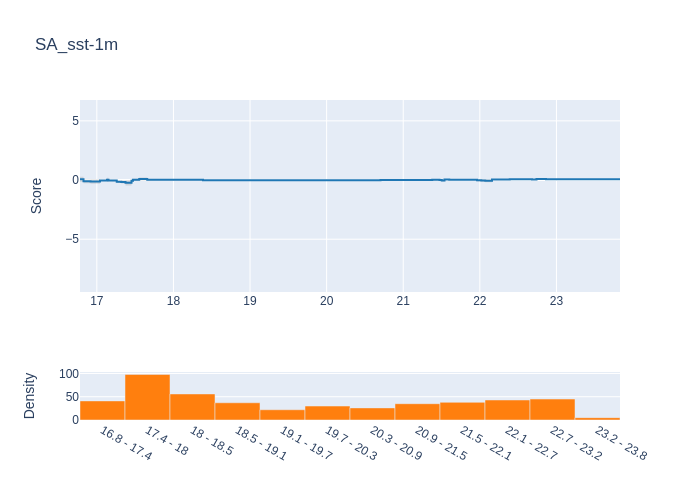 SA_sst-1m
Score
5
0
−5
17 18 19 20 21 22 23
Density
100
50
0
16.8 - 17.4
17.4 - 18
18 - 18.5
18.5 - 19.1
19.1 - 19.7
19.7 - 20.3
20.3 - 20.9
20.9 - 21.5
21.5 - 22.1
22.1 - 22.7
22.7 - 23.2
23.2 - 23.8